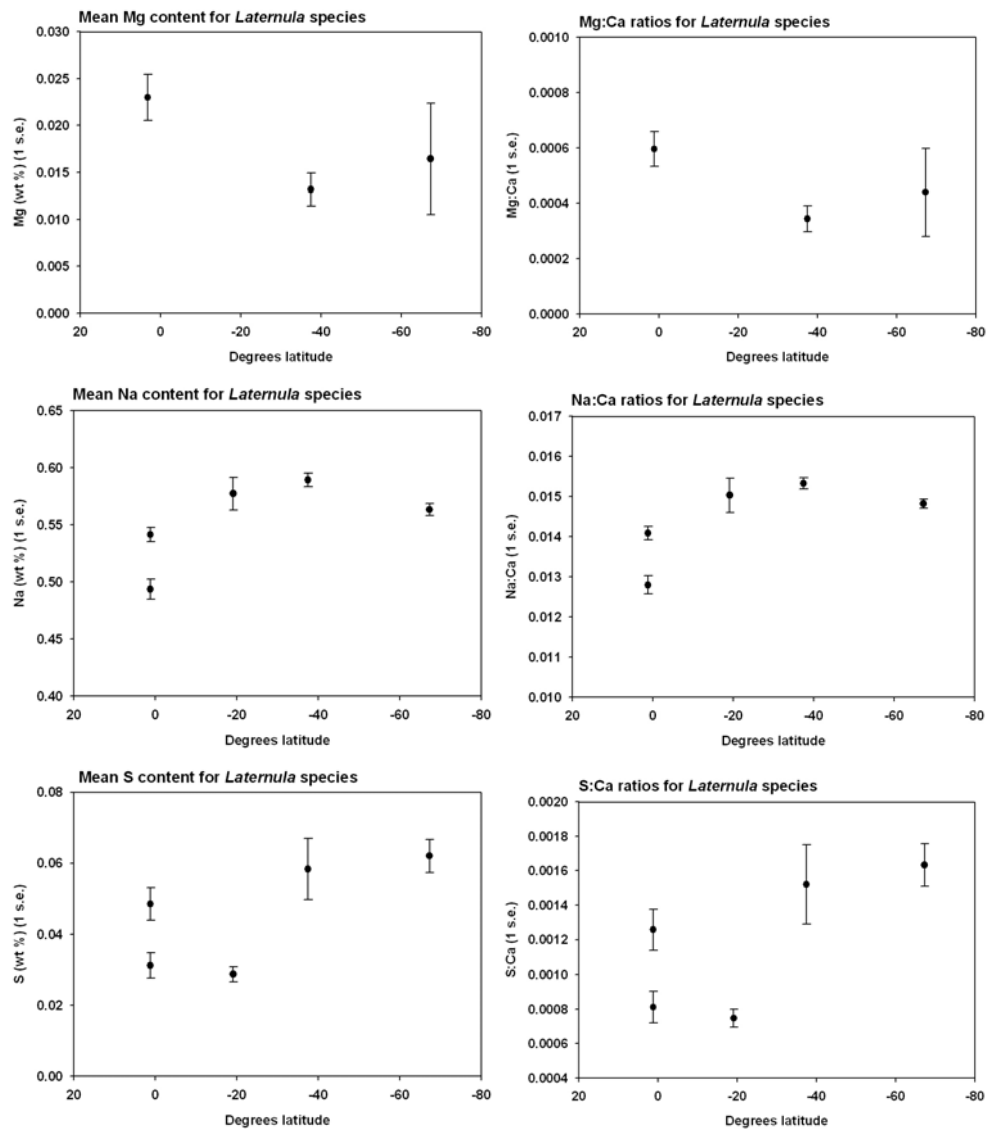 Mean Mg content for Laternula species
Mg (wt %) (1 s.e.)
0.030
0.025
0.020
0.015
0.010
0.005
0.000
20 0 -20 -40 -60 -80
Degrees latitude
Mg:Ca ratios for Laternula species
Mg:Ca (1 s.e.)
0.0010
0.0008
0.0006
0.0004
0.0002
0.0000
20 0 -20 -40 -60 -80
Degrees latitude
Mean Na content for Laternula species
Na (wt %) (1 s.e.)
0.65
0.60
0.55
0.50
0.45
0.40
20 0 -20 -40 -60 -80
Degrees latitude
Na:Ca ratios for Laternula species
Na:Ca (1 s.e.)
0.017
0.016
0.015
0.014
0.013
0.012
0.011
0.010
20 0 -20 -40 -60 -80
Degrees latitude
Mean S content for Laternula species
S (wt %) (1 s.e.)
0.08
0.06
0.04
0.02
0.00
20 0 -20 -40 -60 -80
Degrees latitude
S:Ca ratios for Laternula species
S:Ca (1 s.e.)
0.0020
0.0018
0.0016
0.0014
0.0012
0.0010
0.0008
0.0006
0.0004
20 0 -20 -40 -60 -80
Degrees latitude